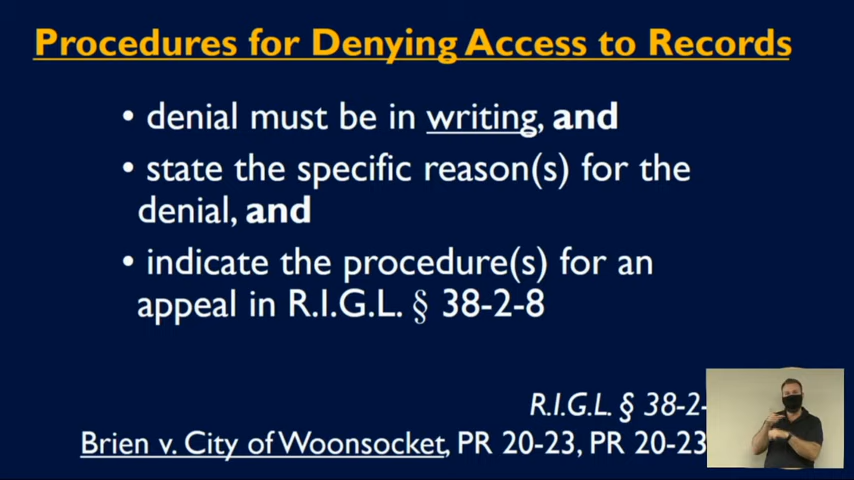 Procedures for Denying Access to Records
• denial must be in writing, and
• state the specific reason(s) for the
denial, and
• indicate the procedure(s) for an
appeal in R.I.G.L. § 38-2-8
R.I.G.L. § 38-2-
Brien v. City of Woonsocket, PR 20-23, PR 20-23